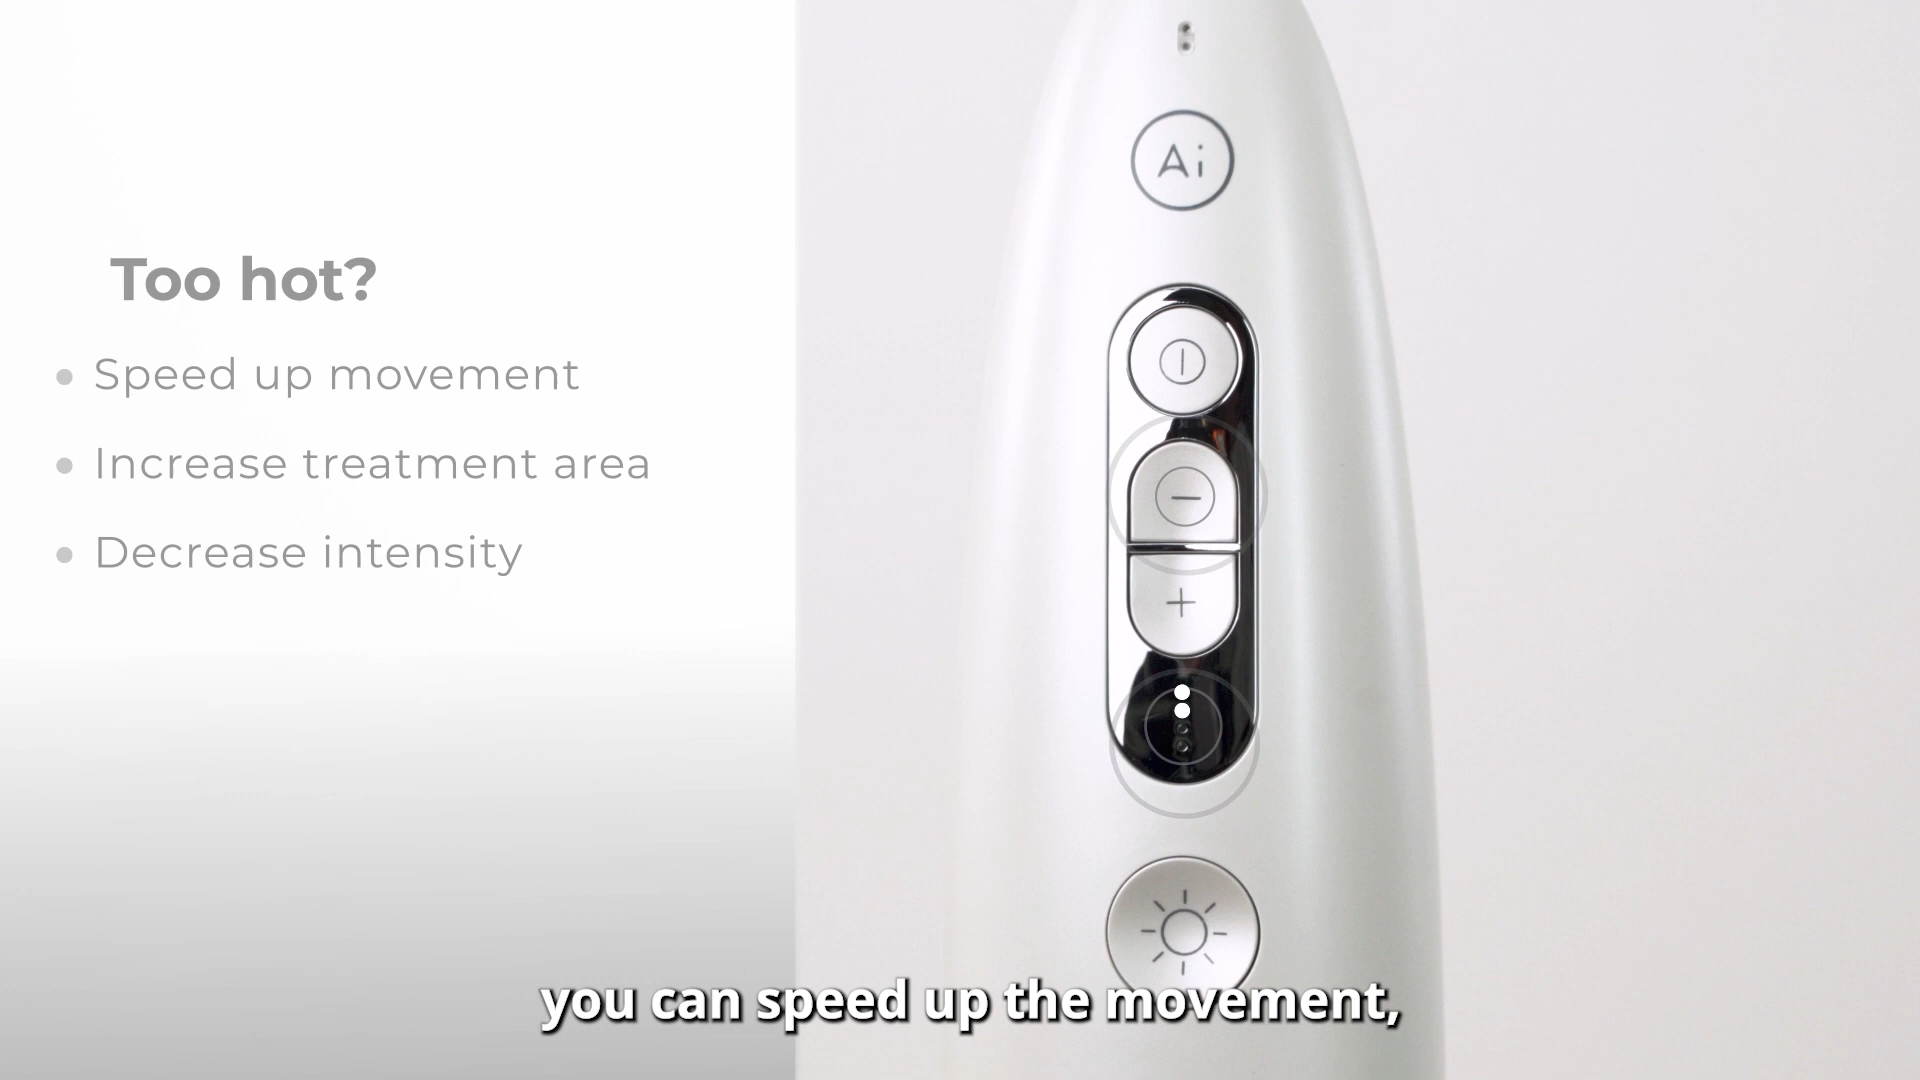 Ai
Too hot?
• Speed up movement
• Increase treatment area
• Decrease intensity
you can speed up the movement,